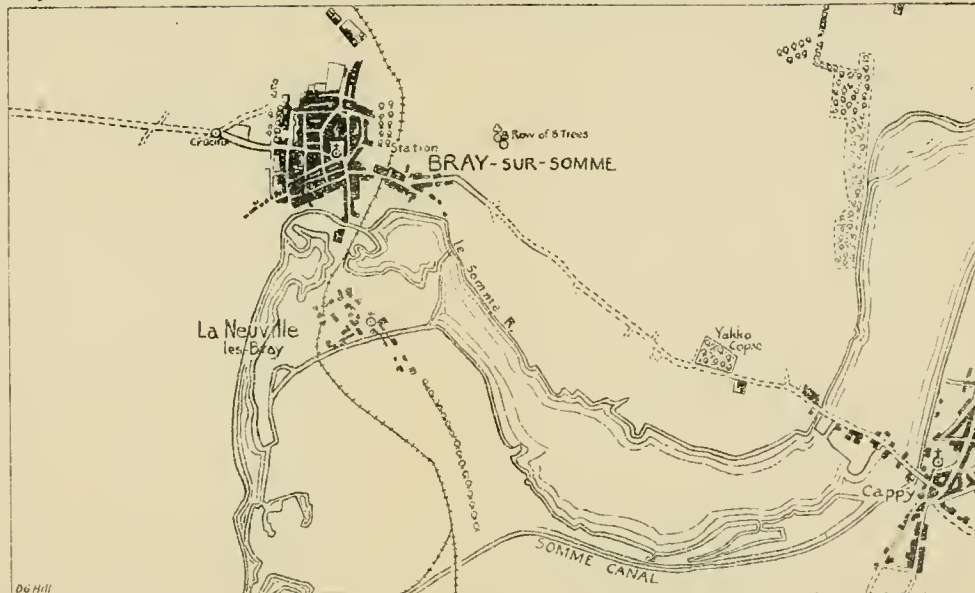 Crucifix
Station
Row of 8 Trees
BRAY-SUR-SOMME
le Somme R.
La Neuville
les-Bray
Yakko
Copse
Cappy
SOMME CANAL
DG Hill